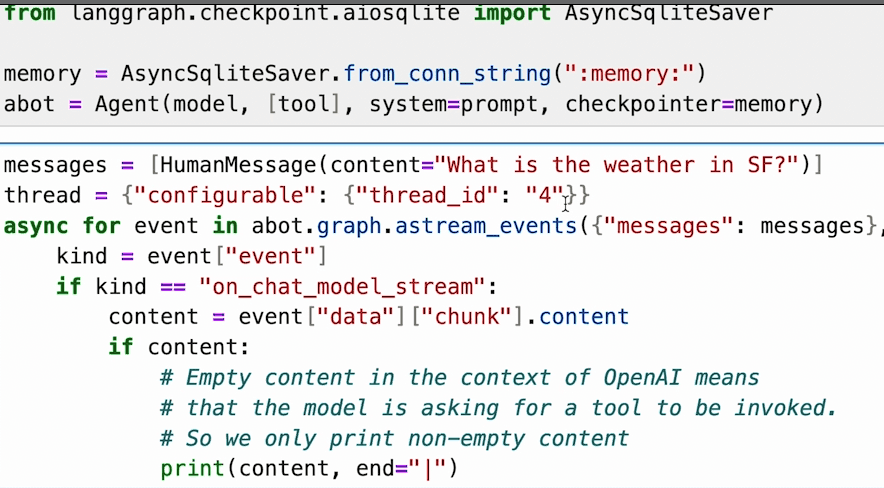 from langgraph.checkpoint.aiosqlite import AsyncSqliteSaver
memory = AsyncSqliteSaver.from_conn_string(":memory:")
abot = Agent(model, [tool], system=prompt, checkpointer=memory)
messages = [HumanMessage(content="What is the weather in SF?")]
thread = {"configurable": {"thread_id": "4"}}
async for event in abot.graph.astream_events({"messages": messages},
    kind = event["event"]
    if kind == "on_chat_model_stream":
        content = event["data"]["chunk"].content
        if content:
            # Empty content in the context of OpenAI means
            # that the model is asking for a tool to be invoked.
            # So we only print non-empty content
            print(content, end="|")